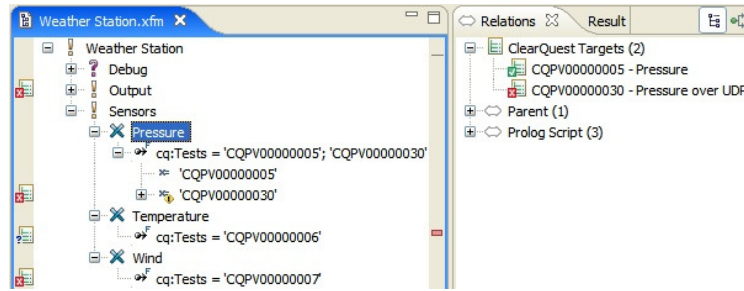 Weather Station.xfm
Weather Station
Debug
Output
Sensors
Pressure
cq:Tests = 'CQPV00000005'; 'CQPV00000030'
'CQPV00000005'
'CQPV00000030'
Temperature
cq:Tests = 'CQPV00000006'
Wind
cq:Tests = 'CQPV00000007'
Relations Result
ClearQuest Targets (2)
CQPV00000005 - Pressure
CQPV00000030 - Pressure over UDP
Parent (1)
Prolog Script (3)